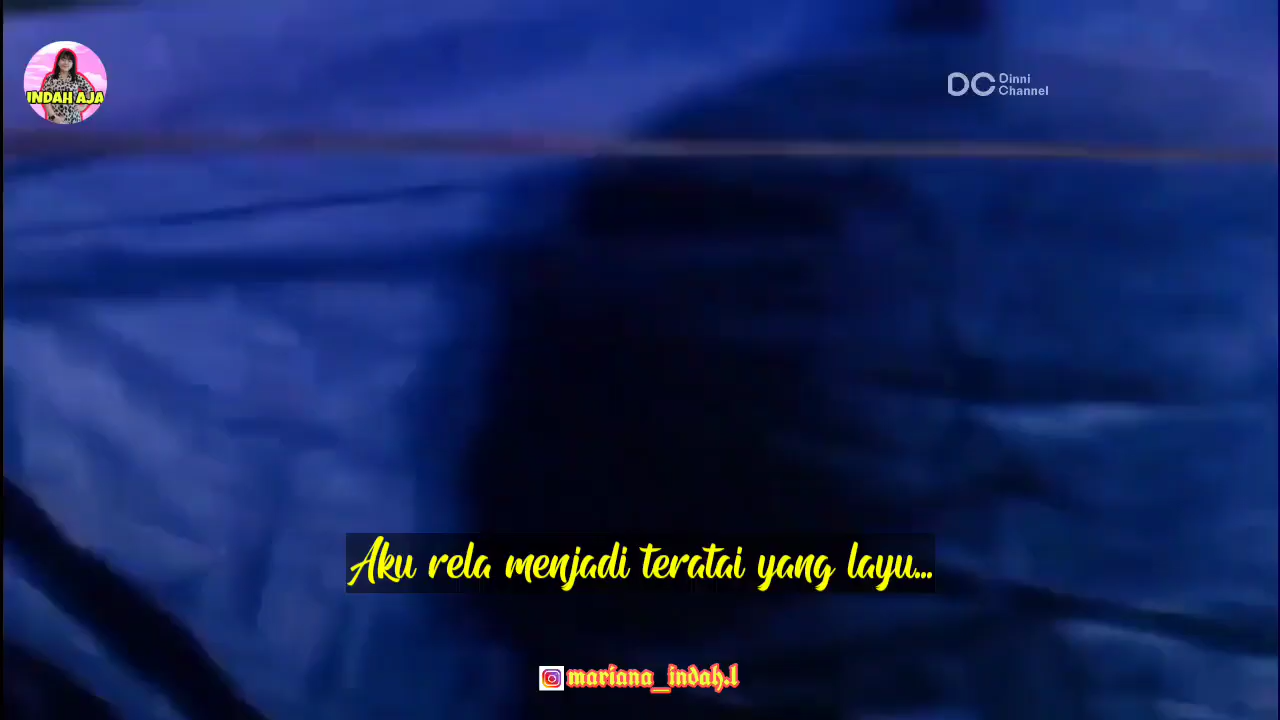 INDAH AJA
DC Dinni
Channel
Aku rela menjadi teratai yang layu...
mariana_indah.l